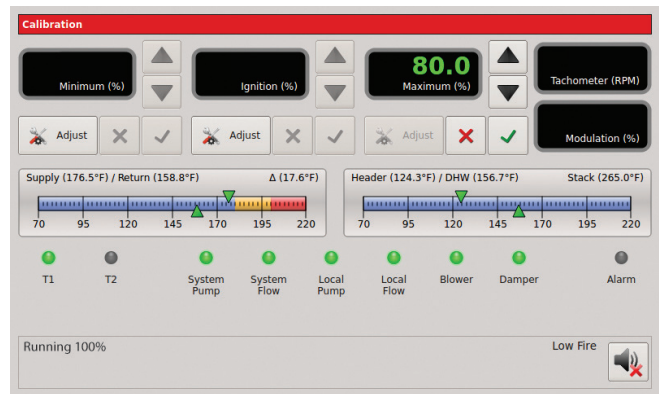 Calibration
80.0
Minimum (%) Ignition (%) Maximum (%) Tachometer (RPM)
Adjust Adjust Adjust Modulation (%)
Supply (176.5°F) / Return (158.8°F) Δ (17.6°F) Header (124.3°F) / DHW (156.7°F) Stack (265.0°F)
70 95 120 145 170 195 220 70 95 120 145 170 195 220
T1 T2 System Pump System Flow Local Pump Local Flow Blower Damper Alarm
Running 100% Low Fire